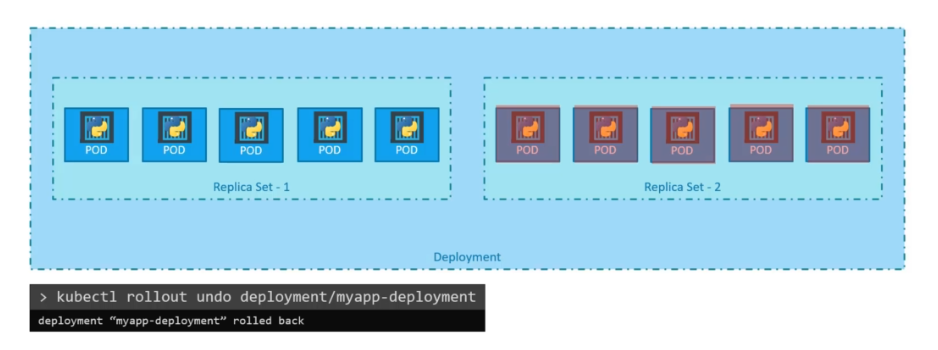 POD POD POD POD POD POD POD POD POD POD
Replica Set - 1 Replica Set - 2
Deployment
> kubectl rollout undo deployment/myapp-deployment
deployment “myapp-deployment” rolled back